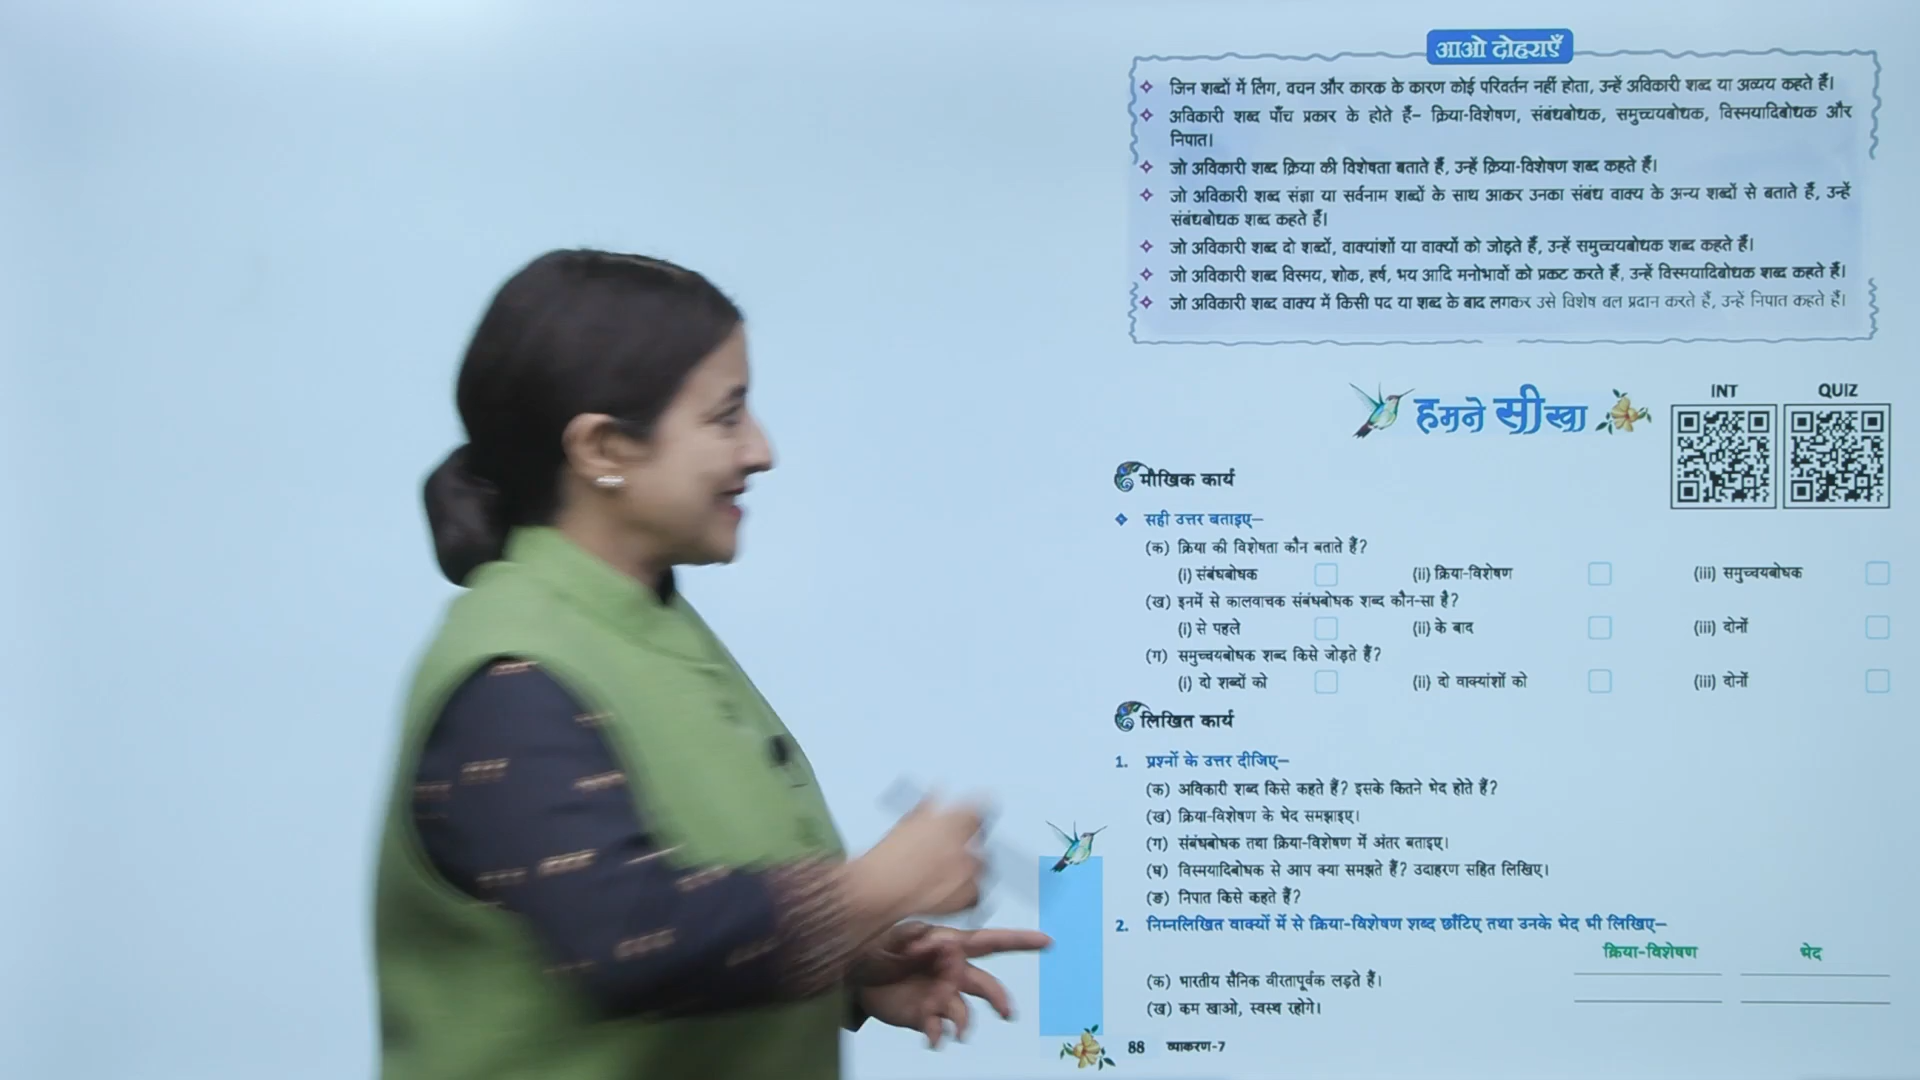 आओ दोहराएँ
जिन शब्दों में लिंग, वचन और कारक के कारण कोई परिवर्तन नहीं होता, उन्हें अविकारी शब्द या अव्यय कहते हैं।
अविकारी शब्द पाँच प्रकार के होते हैं– क्रिया-विशेषण, संबंधबोधक, समुच्चयबोधक, विस्मयादिबोधक और
निपात।
जो अविकारी शब्द क्रिया की विशेषता बताते हैं, उन्हें क्रिया-विशेषण शब्द कहते हैं।
जो अविकारी शब्द संज्ञा या सर्वनाम शब्दों के साथ आकर उनका संबंध वाक्य के अन्य शब्दों से बताते हैं, उन्हें
संबंधबोधक शब्द कहते हैं।
जो अविकारी शब्द दो शब्दों, वाक्यांशों या वाक्यों को जोड़ते हैं, उन्हें समुच्चयबोधक शब्द कहते हैं।
जो अविकारी शब्द विस्मय, शोक, हर्ष, भय आदि मनोभावों को प्रकट करते हैं, उन्हें विस्मयादिबोधक शब्द कहते हैं।
जो अविकारी शब्द वाक्य में किसी पद या शब्द के बाद लगकर उसे विशेष बल प्रदान करते हैं, उन्हें निपात कहते हैं।
हमने सीखा
INT QUIZ
मौखिक कार्य
सही उत्तर बताइए–
(क) क्रिया की विशेषता कौन बताते हैं?
(i) संबंधबोधक (ii) क्रिया-विशेषण (iii) समुच्चयबोधक
(ख) इनमें से कालवाचक संबंधबोधक शब्द कौन-सा है?
(i) से पहले (ii) के बाद (iii) दोनों
(ग) समुच्चयबोधक शब्द किसे जोड़ते हैं?
(i) दो शब्दों को (ii) दो वाक्यांशों को (iii) दोनों
लिखित कार्य
1. प्रश्नों के उत्तर दीजिए–
(क) अविकारी शब्द किसे कहते हैं? इसके कितने भेद होते हैं?
(ख) क्रिया-विशेषण के भेद समझाइए।
(ग) संबंधबोधक तथा क्रिया-विशेषण में अंतर बताइए।
(घ) विस्मयादिबोधक से आप क्या समझते हैं? उदाहरण सहित लिखिए।
(ङ) निपात किसे कहते हैं?
2. निम्नलिखित वाक्यों में से क्रिया-विशेषण शब्द छाँटिए तथा उनके भेद भी लिखिए–
क्रिया-विशेषण भेद
(क) भारतीय सैनिक वीरतापूर्वक लड़ते हैं।
(ख) कम खाओ, स्वस्थ रहोगे।
88 व्याकरण-7